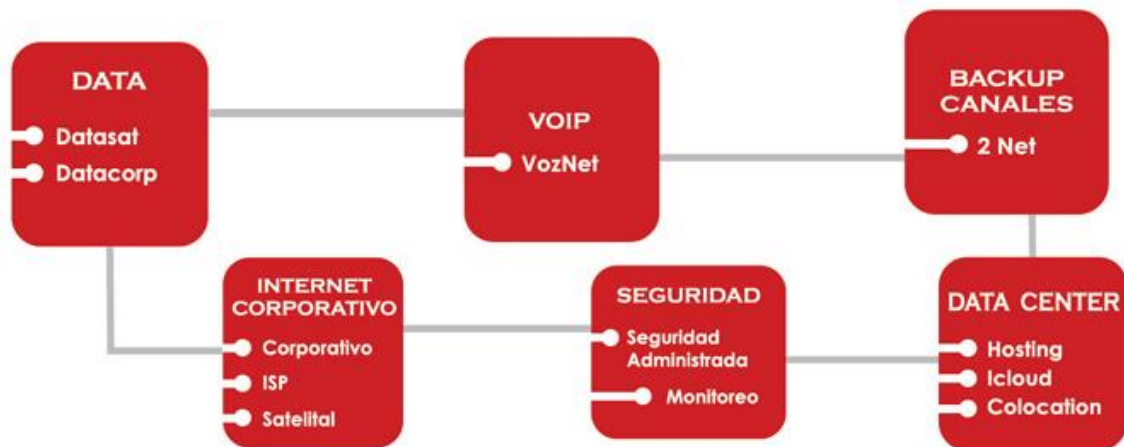 DATA
Datasat
Datacorp
VOIP
VozNet
BACKUP
CANALES
2 Net
INTERNET
CORPORATIVO
Corporativo
ISP
Satelital
SEGURIDAD
Seguridad
Administrada
Monitoreo
DATA CENTER
Hosting
Icloud
Colocation